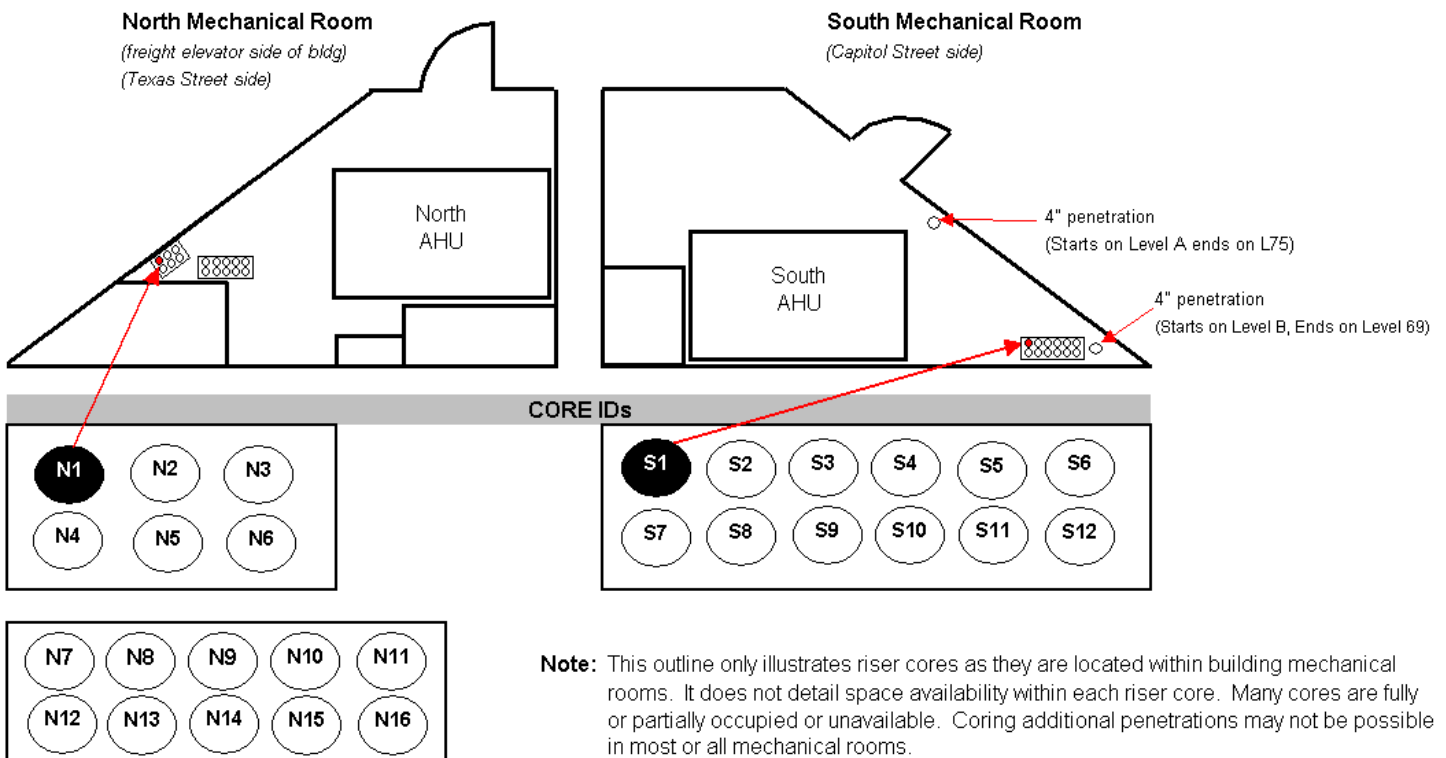 North Mechanical Room
(freight elevator side of bldg)
(Texas Street side)
South Mechanical Room
(Capitol Street side)
North
AHU
South
AHU
4" penetration
(Starts on Level A ends on L75)
4" penetration
(Starts on Level B, Ends on Level 69)
CORE IDs
N1 N2 N3
N4 N5 N6
S1 S2 S3 S4 S5 S6
S7 S8 S9 S10 S11 S12
N7 N8 N9 N10 N11
N12 N13 N14 N15 N16
Note: This outline only illustrates riser cores as they are located within building mechanical
rooms. It does not detail space availability within each riser core. Many cores are fully
or partially occupied or unavailable. Coring additional penetrations may not be possible
in most or all mechanical rooms.